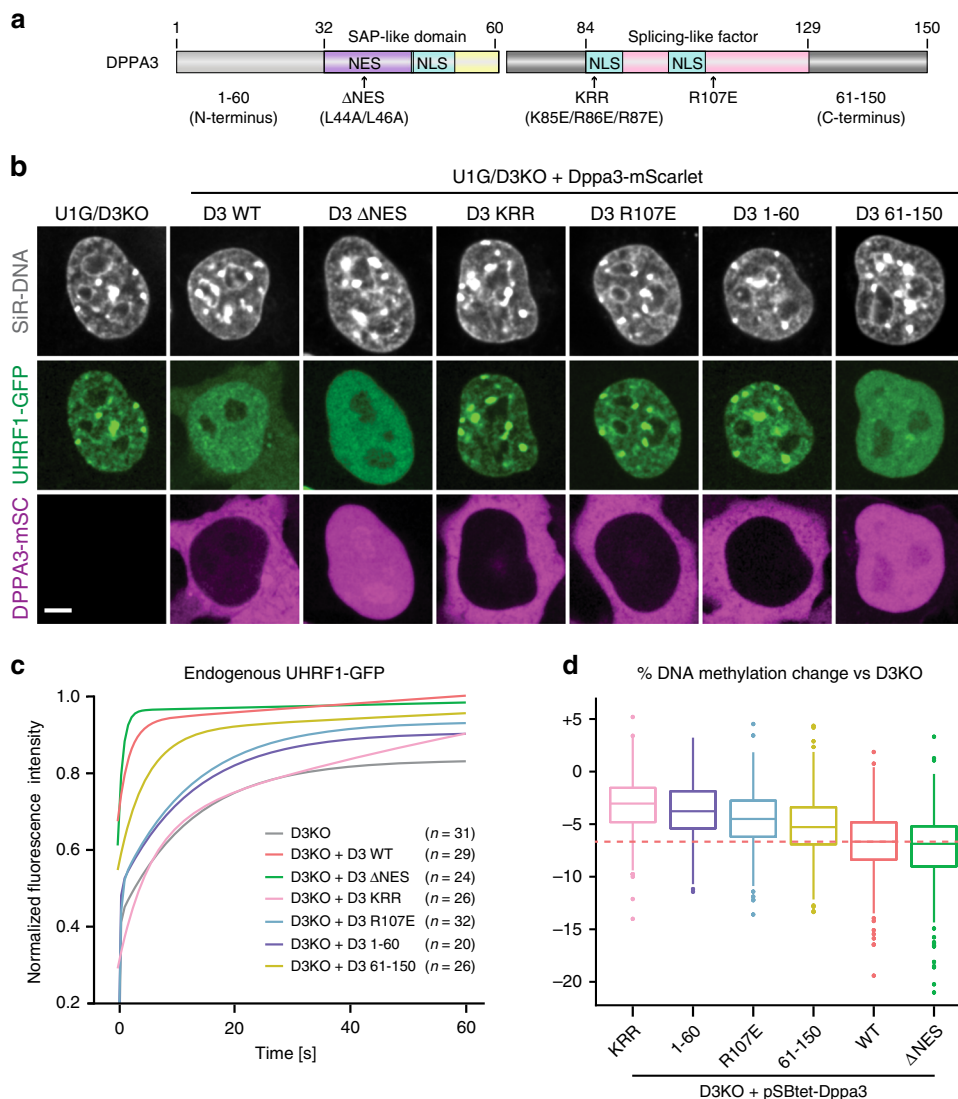 a
1 32 60 84 129 150
SAP-like domain Splicing-like factor
DPPA3 NES NLS NLS NLS
1-60 ΔNES KRR R107E 61-150
(N-terminus) (L44A/L46A) (K85E/R86E/R87E) (C-terminus)
b
U1G/D3KO + Dppa3-mScarlet
U1G/D3KO D3 WT D3 ΔNES D3 KRR D3 R107E D3 1-60 D3 61-150
SiR-DNA
UHRF1-GFP
DPPA3-mSC
c
Endogenous UHRF1-GFP
Normalized fluorescence intensity
1.0
0.8
0.6
0.4
0.2
D3KO (n = 31)
D3KO + D3 WT (n = 29)
D3KO + D3 ΔNES (n = 24)
D3KO + D3 KRR (n = 26)
D3KO + D3 R107E (n = 32)
D3KO + D3 1-60 (n = 20)
D3KO + D3 61-150 (n = 26)
0 20 40 60
Time [s]
d
% DNA methylation change vs D3KO
+5
0
−5
−10
−15
−20
KRR 1-60 R107E 61-150 WT ΔNES
D3KO + pSBtet-Dppa3